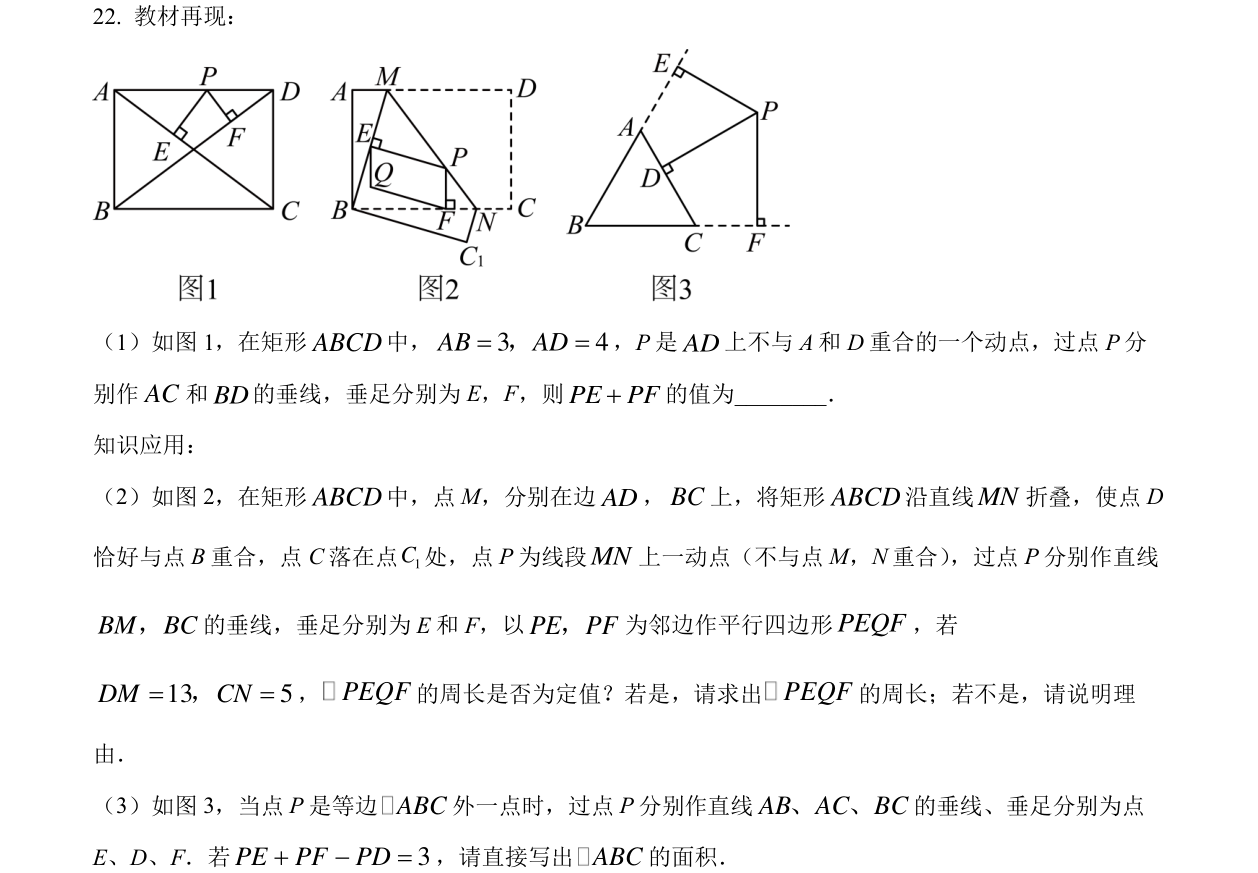 22. 教材再现：
A P D E F B C
A M D E Q P B F N C C₁
E P A D B C F
图1 图2 图3
（1）如图 1，在矩形 ABCD 中， AB = 3，AD = 4 ，P 是 AD 上不与 A 和 D 重合的一个动点，过点 P 分
别作 AC 和 BD 的垂线，垂足分别为 E，F，则 PE + PF 的值为________．
知识应用：
（2）如图 2，在矩形 ABCD 中，点 M，分别在边 AD ， BC 上，将矩形 ABCD 沿直线 MN 折叠，使点 D
恰好与点 B 重合，点 C 落在点 C₁ 处，点 P 为线段 MN 上一动点（不与点 M，N 重合），过点 P 分别作直线
BM，BC 的垂线，垂足分别为 E 和 F，以 PE，PF 为邻边作平行四边形 PEQF ，若
DM = 13，CN = 5 ，□ PEQF 的周长是否为定值？若是，请求出□ PEQF 的周长；若不是，请说明理
由．
（3）如图 3，当点 P 是等边□ABC 外一点时，过点 P 分别作直线 AB、AC、BC 的垂线、垂足分别为点
E、D、F．若 PE + PF − PD = 3 ，请直接写出□ABC 的面积．